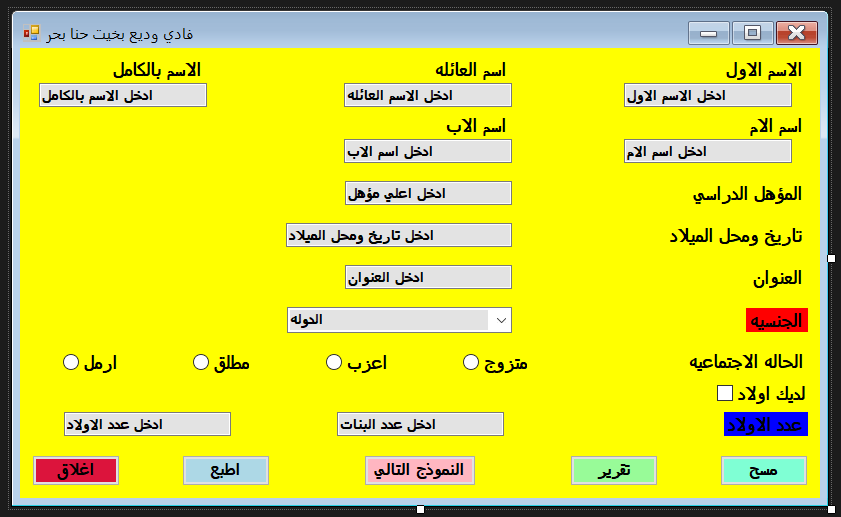 فادي وديع بخيت حنا بحر
الاسم الاول اسم العائله الاسم بالكامل
ادخل الاسم الاول ادخل الاسم العائله ادخل الاسم بالكامل
اسم الام اسم الاب
ادخل اسم الام ادخل اسم الاب
المؤهل الدراسي ادخل اعلي مؤهل
تاريخ ومحل الميلاد ادخل تاريخ ومحل الميلاد
العنوان ادخل العنوان
الجنسيه الدوله
الحاله الاجتماعيه متزوج اعزب مطلق ارمل
لديك اولاد
عدد الاولاد ادخل عدد البنات ادخل عدد الاولاد
مسح تقرير النموذج التالي اطبع اغلاق